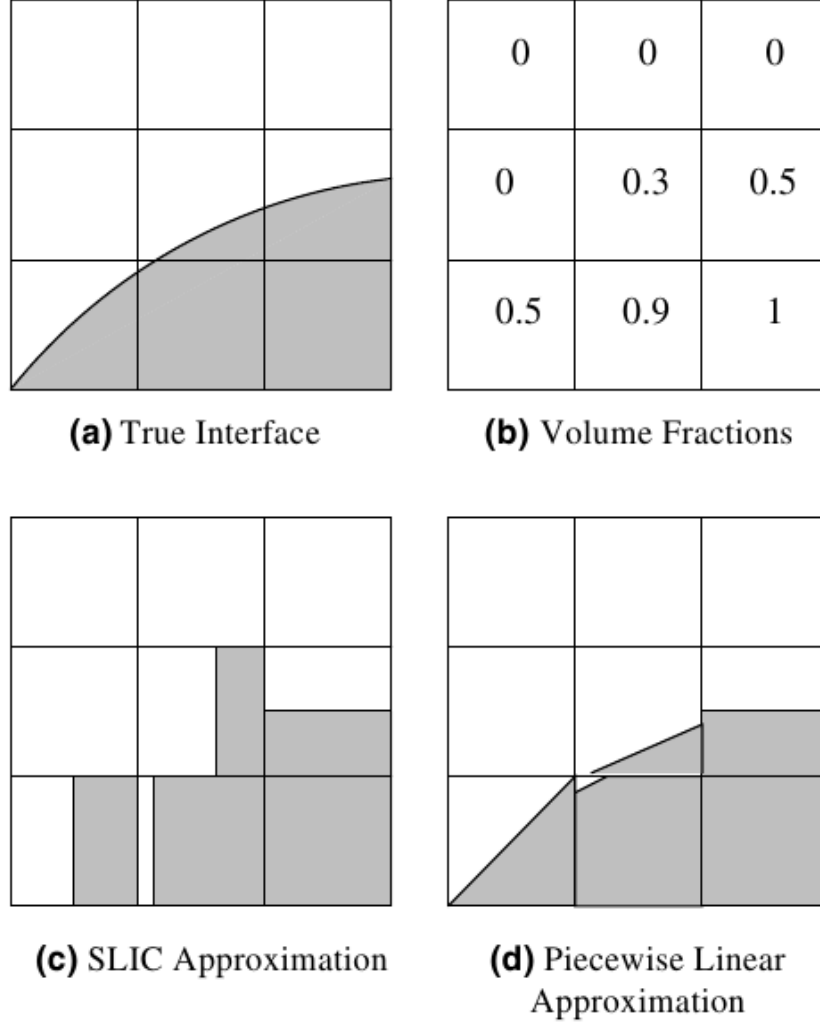 0 0 0
0 0.3 0.5
0.5 0.9 1
(a) True Interface
(b) Volume Fractions
(c) SLIC Approximation
(d) Piecewise Linear
Approximation